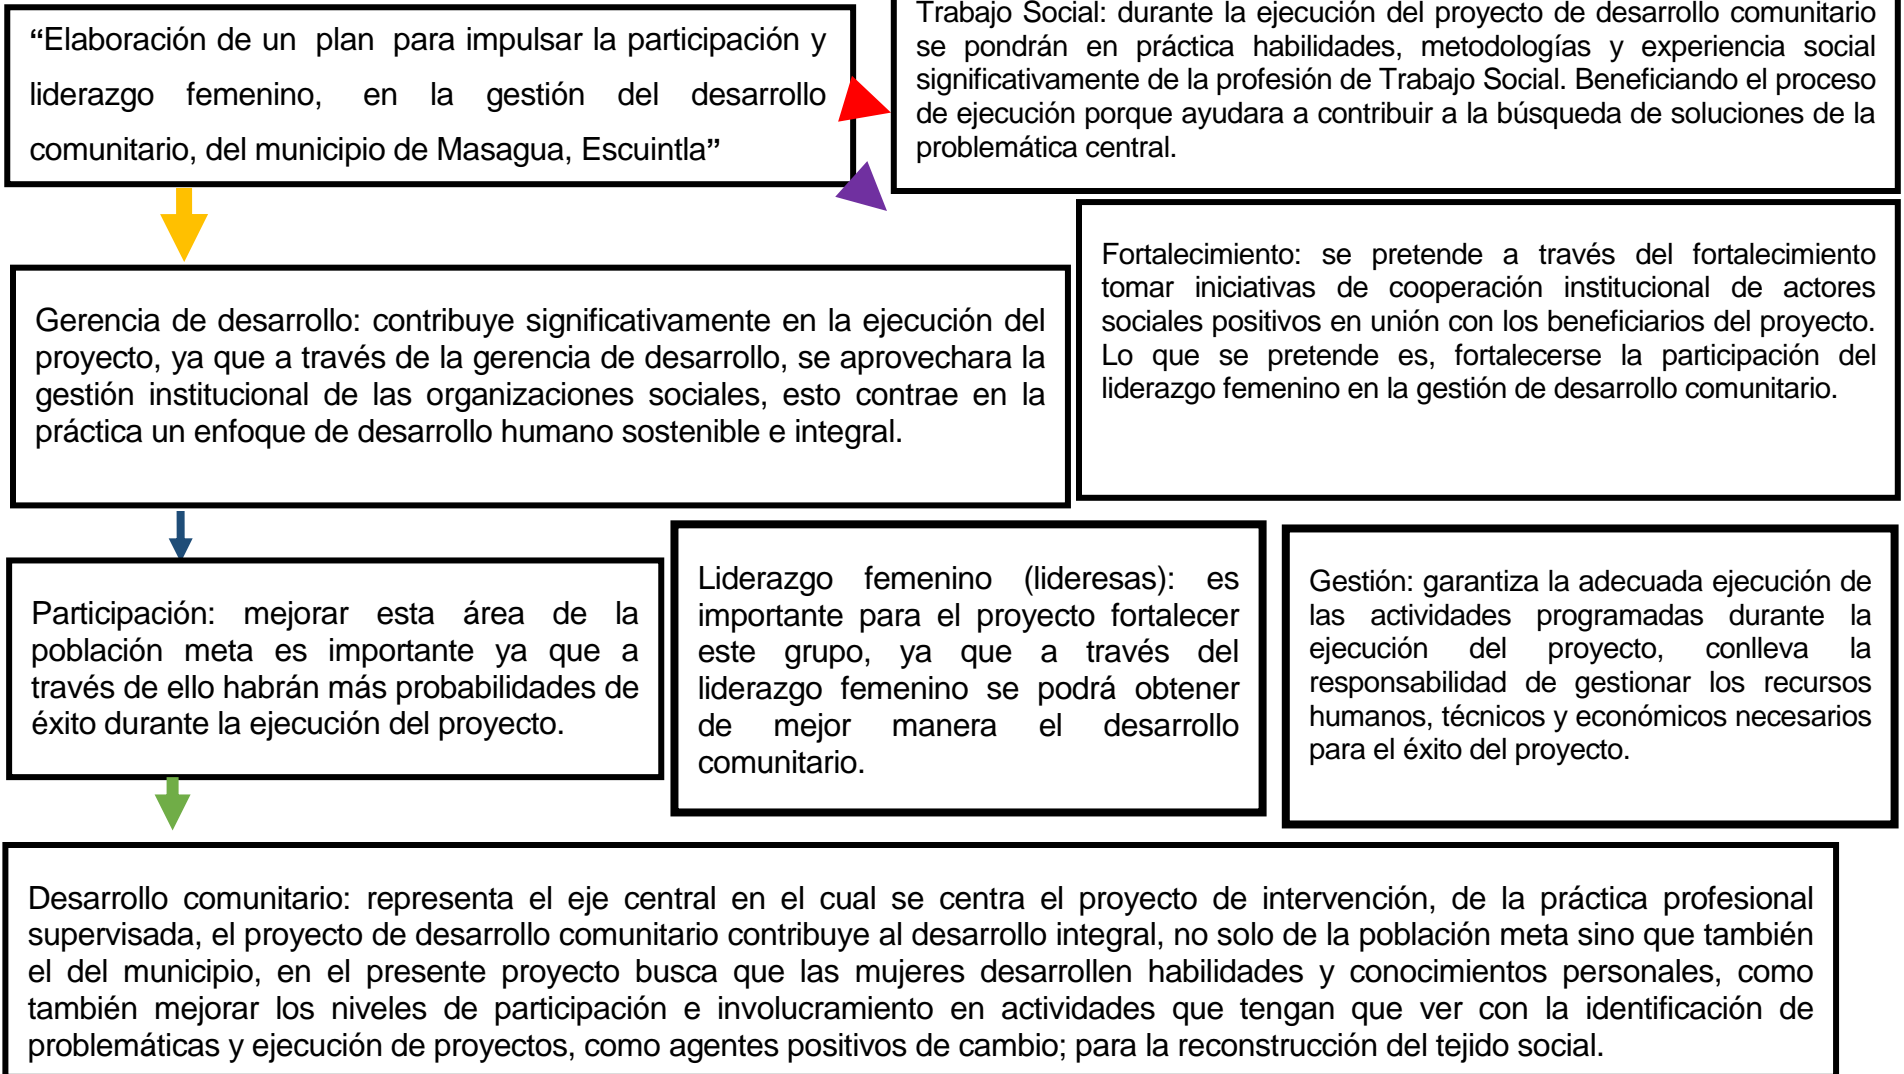 “Elaboración de un plan para impulsar la participación y
liderazgo femenino, en la gestión del desarrollo
comunitario, del municipio de Masagua, Escuintla”
Trabajo Social: durante la ejecución del proyecto de desarrollo comunitario
se pondrán en práctica habilidades, metodologías y experiencia social
significativamente de la profesión de Trabajo Social. Beneficiando el proceso
de ejecución porque ayudara a contribuir a la búsqueda de soluciones de la
problemática central.
Fortalecimiento: se pretende a través del fortalecimiento
tomar iniciativas de cooperación institucional de actores
sociales positivos en unión con los beneficiarios del proyecto.
Lo que se pretende es, fortalecerse la participación del
liderazgo femenino en la gestión de desarrollo comunitario.
Gerencia de desarrollo: contribuye significativamente en la ejecución del
proyecto, ya que a través de la gerencia de desarrollo, se aprovechara la
gestión institucional de las organizaciones sociales, esto contrae en la
práctica un enfoque de desarrollo humano sostenible e integral.
Participación: mejorar esta área de la
población meta es importante ya que a
través de ello habrán más probabilidades de
éxito durante la ejecución del proyecto.
Liderazgo femenino (lideresas): es
importante para el proyecto fortalecer
este grupo, ya que a través del
liderazgo femenino se podrá obtener
de mejor manera el desarrollo
comunitario.
Gestión: garantiza la adecuada ejecución de
las actividades programadas durante la
ejecución del proyecto, conlleva la
responsabilidad de gestionar los recursos
humanos, técnicos y económicos necesarios
para el éxito del proyecto.
Desarrollo comunitario: representa el eje central en el cual se centra el proyecto de intervención, de la práctica profesional
supervisada, el proyecto de desarrollo comunitario contribuye al desarrollo integral, no solo de la población meta sino que también
el del municipio, en el presente proyecto busca que las mujeres desarrollen habilidades y conocimientos personales, como
también mejorar los niveles de participación e involucramiento en actividades que tengan que ver con la identificación de
problemáticas y ejecución de proyectos, como agentes positivos de cambio; para la reconstrucción del tejido social.